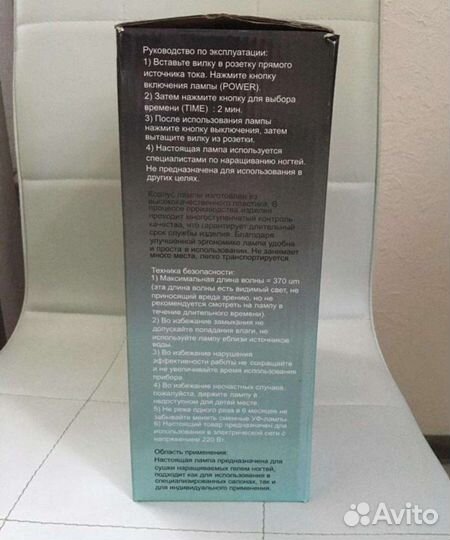 Руководство по эксплуатации:
1) Вставьте вилку в розетку прямого
источника тока. Нажмите кнопку
включения лампы (POWER).
2) Затем нажмите кнопку для выбора
времени (TIME) : 2 мин.
3) После использования лампы
нажмите кнопку выключения, затем
вытащите вилку из розетки.
4) Настоящая лампа используется
специалистами по наращиванию ногтей.
Не предназначена для использования в
других целях.
Корпус лампы изготовлен из
высококачественного пластика. В
процессе производства изделия
проходит многоступенчатый контроль
качества, что гарантирует длительный
срок службы изделия. Благодаря
улучшенной эргономике лампа удобна
и проста в использовании. Не занимает
много места, легко транспортируется.
Техника безопасности:
1) Максимальная длина волны = 370 um
(эта длина волны есть видимый свет, не
приносящий вреда зрению, но не
рекомендуется смотреть на лампу в
течение длительного времени).
2) Во избежание замыкания не
допускайте попадания влаги, не
используйте лампу вблизи источников
воды.
3) Во избежание нарушения
эффективности работы не сокращайте
и не увеличивайте время использования
прибора
4) Во избежание несчастных случаев,
пожалуйста, держите лампу в
недоступном для детей месте.
5) Не реже одного раза в 6 месяцев не
забывайте менять сменные УФ-лампы.
6) Настоящий товар предназначен для
использования в электрической сети с
напряжением 220 Вт.
Область применения:
Настоящая лампа предназначена для
сушки наращиваемых гелем ногтей,
подходит как для использования в
специализированных салонах, так и
для индивидуального применения.
Avito